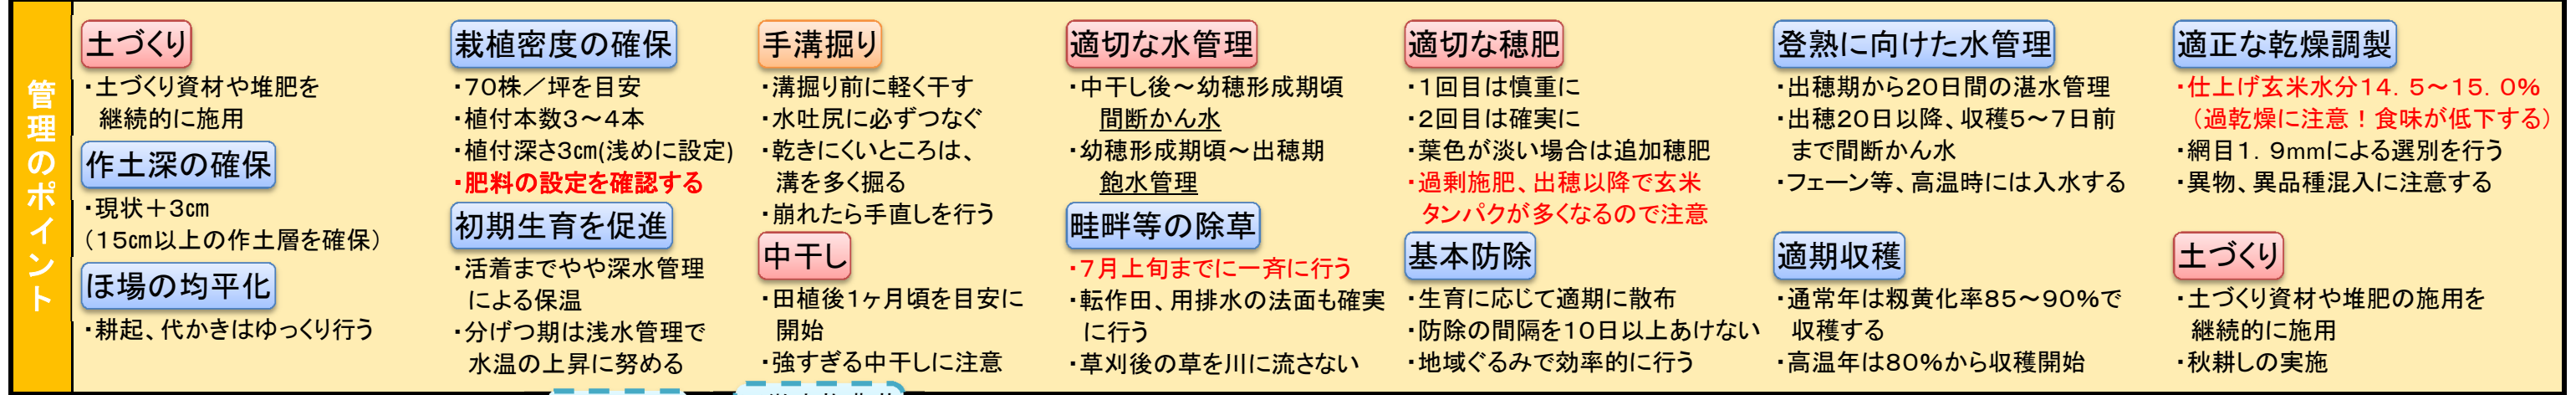 管理のポイント
土づくり
・土づくり資材や堆肥を
継続的に施用
作土深の確保
・現状＋3㎝
（15㎝以上の作土層を確保）
ほ場の均平化
・耕起、代かきはゆっくり行う
栽植密度の確保
・70株／坪を目安
・植付本数3～4本
・植付深さ3㎝(浅めに設定)
・肥料の設定を確認する
初期生育を促進
・活着までやや深水管理
による保温
・分げつ期は浅水管理で
水温の上昇に努める
手溝掘り
・溝掘り前に軽く干す
・水吐尻に必ずつなぐ
・乾きにくいところは、
溝を多く掘る
・崩れたら手直しを行う
中干し
・田植後1ヶ月頃を目安に
開始
・強すぎる中干しに注意
適切な水管理
・中干し後～幼穂形成期頃
間断かん水
・幼穂形成期頃～出穂期
飽水管理
畦畔等の除草
・7月上旬までに一斉に行う
・転作田、用排水の法面も確実
に行う
・草刈後の草を川に流さない
適切な穂肥
・1回目は慎重に
・2回目は確実に
・葉色が淡い場合は追加穂肥
・過剰施肥、出穂以降で玄米
タンパクが多くなるので注意
基本防除
・生育に応じて適期に散布
・防除の間隔を10日以上あけない
・地域ぐるみで効率的に行う
登熟に向けた水管理
・出穂期から20日間の湛水管理
・出穂20日以降、収穫5～7日前
まで間断かん水
・フェーン等、高温時には入水する
適期収穫
・通常年は籾黄化率85～90％で
収穫する
・高温年は80％から収穫開始
適正な乾燥調製
・仕上げ玄米水分14．5～15．0％
（過乾燥に注意！食味が低下する）
・網目1．9mmによる選別を行う
・異物、異品種混入に注意する
土づくり
・土づくり資材や堆肥の施用を
継続的に施用
・秋耕しの実施